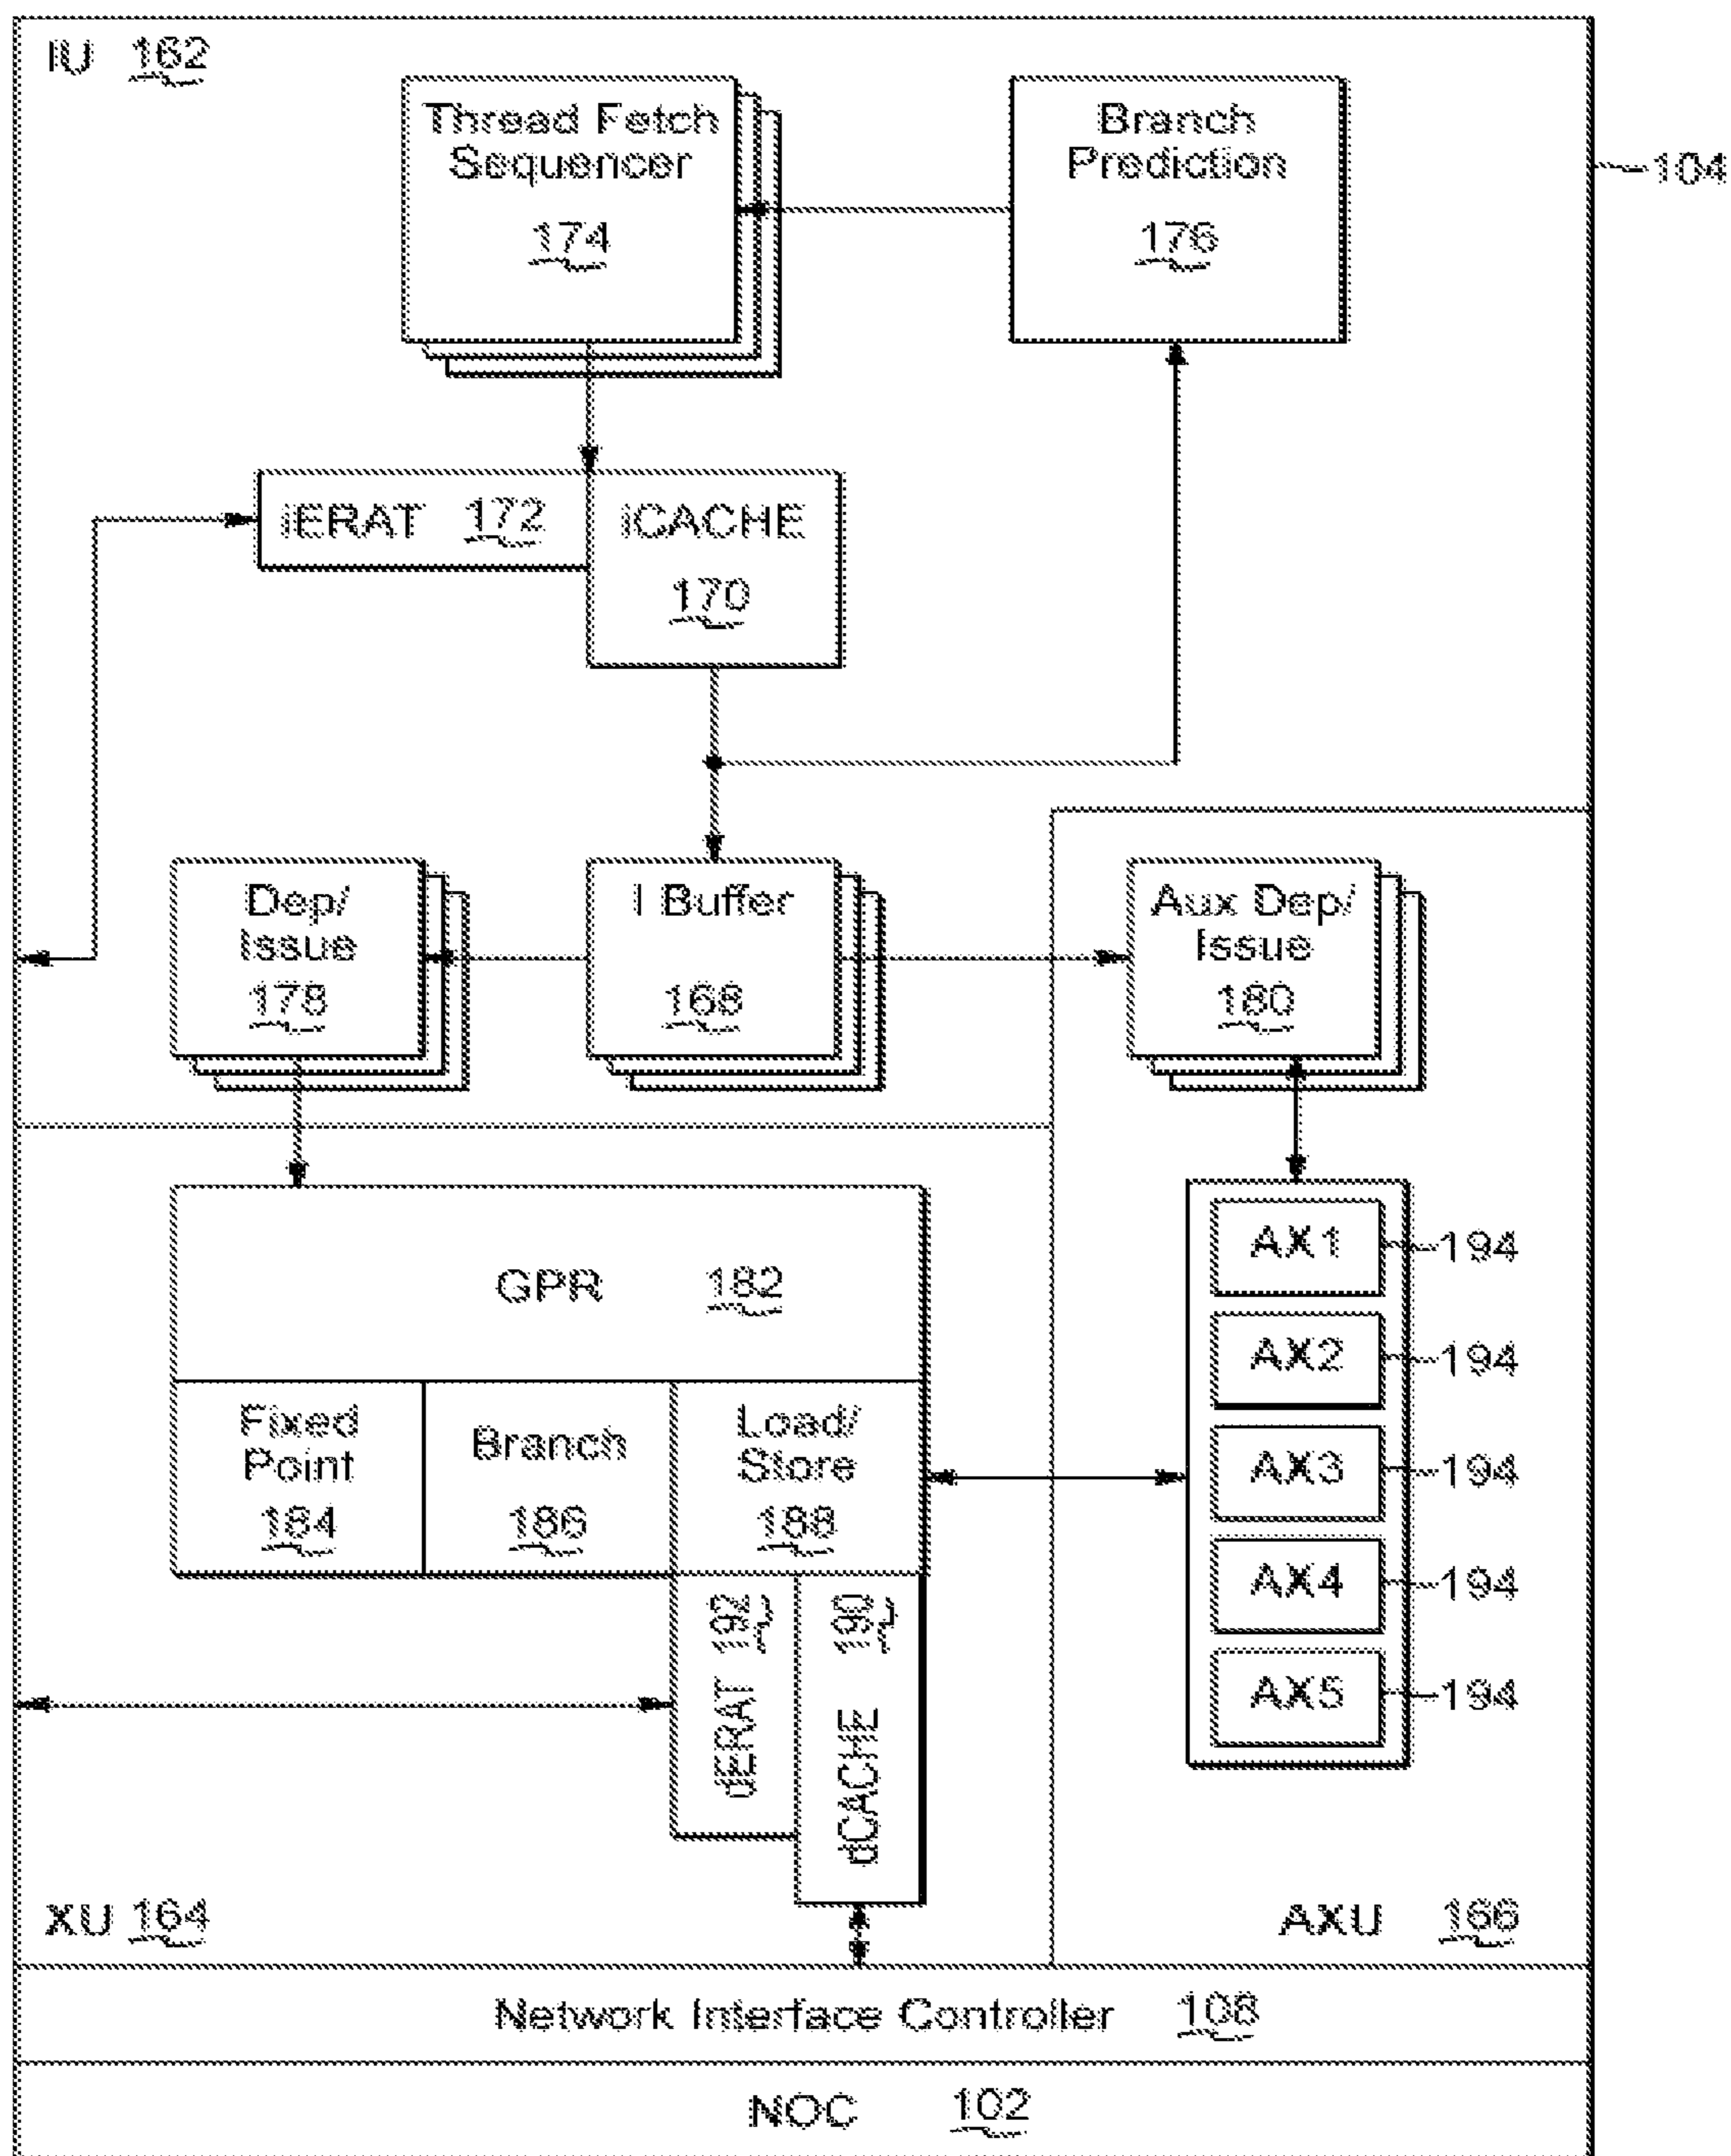 IU 162
Thread Fetch
Sequencer
174
Branch
Prediction
176
104
iERAT 172
iCACHE
170
Dep/
Issue
178
I Buffer
168
Aux Dep/
Issue
180
GPR 182
Fixed
Point
184
Branch
186
Load/
Store
188
dERAT 192
dCACHE 190
AX1 194
AX2 194
AX3 194
AX4 194
AX5 194
XU 164
AXU 166
Network Interface Controller 108
NOC 102